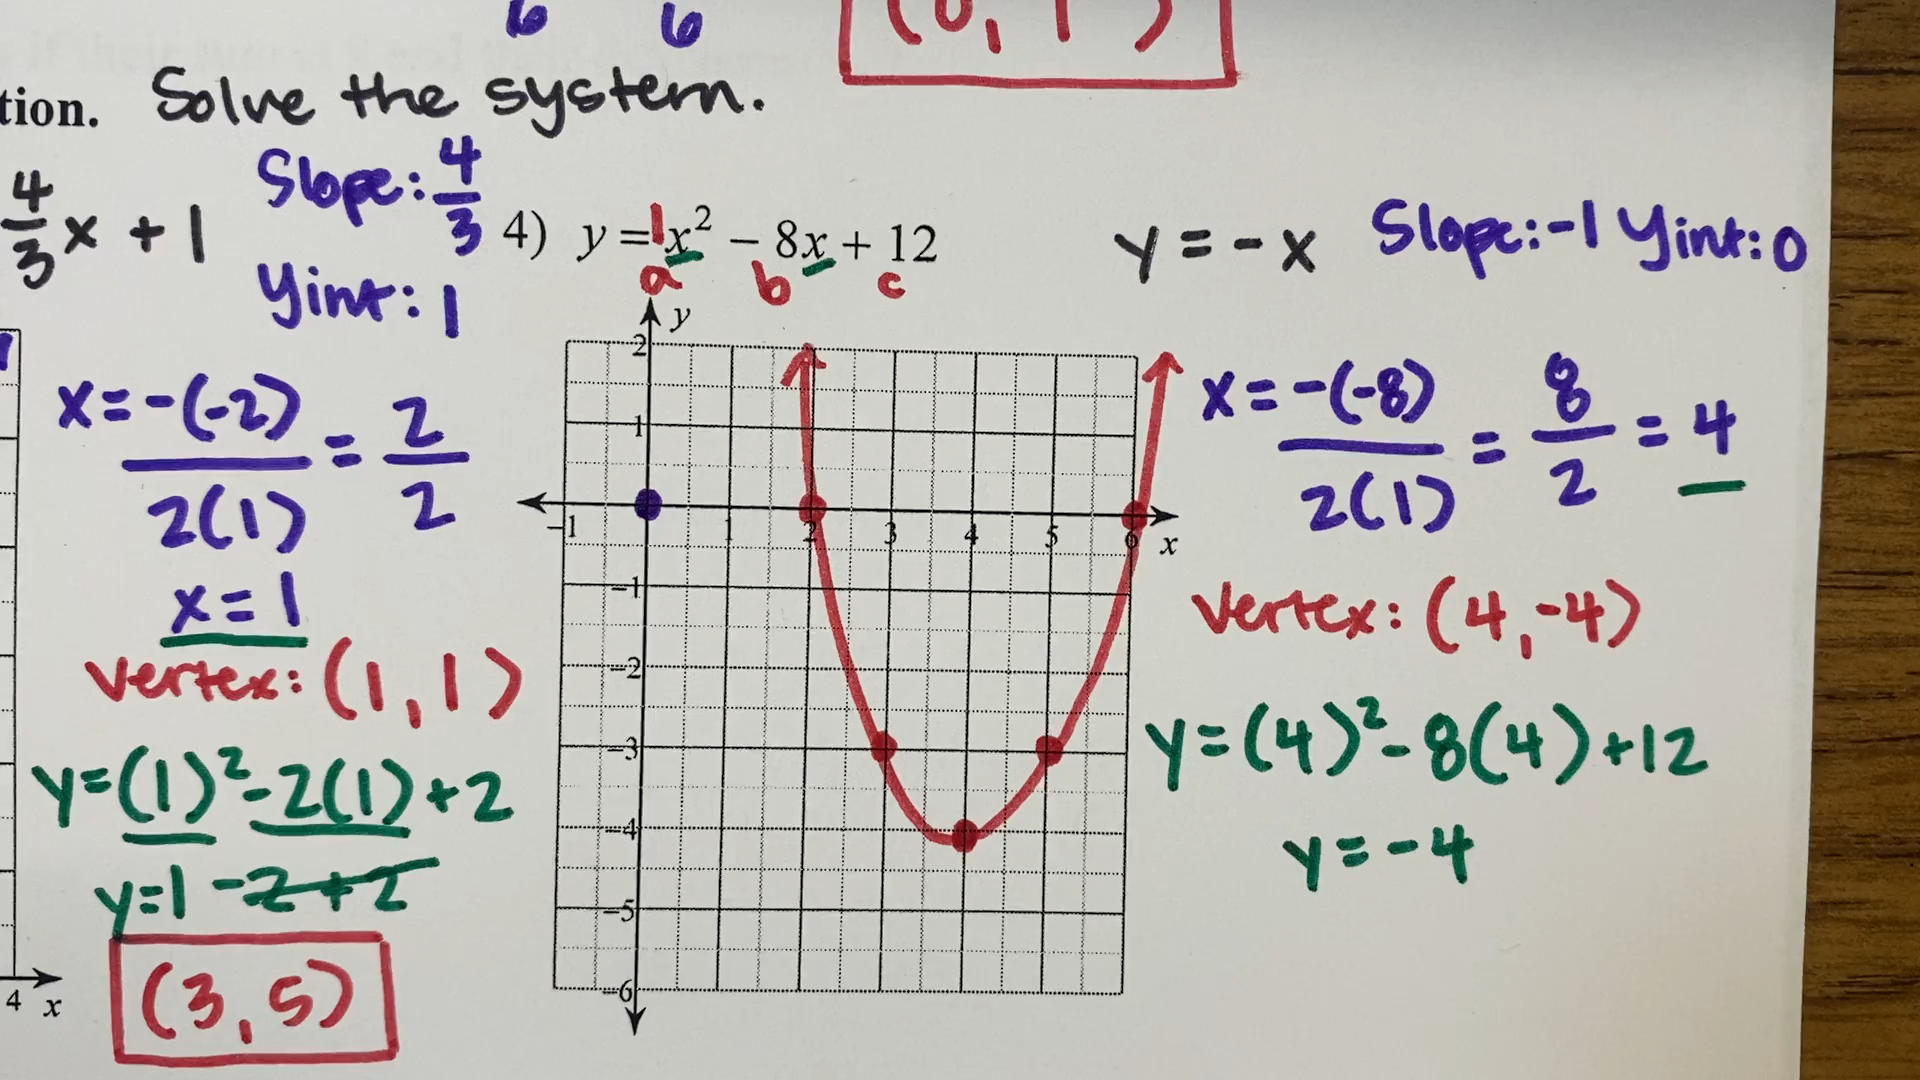 6 6
tion. Solve the system.
4/3 x + 1
Slope: 4/3
Yint: 1
x = -(-2) / 2(1) = 2/2
x = 1
Vertex: (1, 1)
y = (1)² - 2(1) + 2
y = 1 - 2 + 2
(3, 5)
4 x
4) y = 1x² − 8x + 12
a b c
y = -x Slope: -1 Yint: 0
y
2
1
−1 1 2 3 4 5 6 x
−1
−2
−3
−4
−5
−6
x = -(-8) / 2(1) = 8/2 = 4
Vertex: (4, -4)
y = (4)² - 8(4) + 12
y = -4